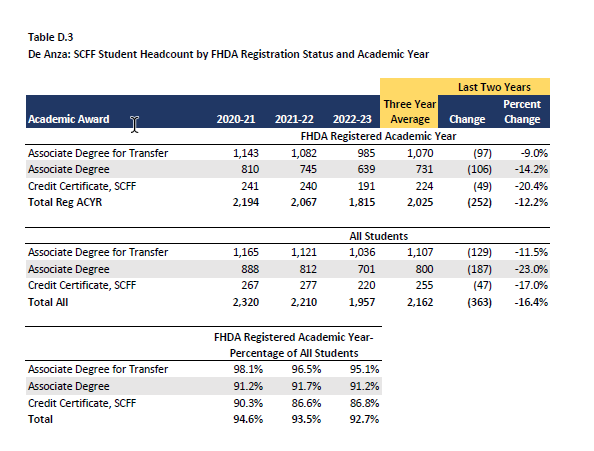 Table D.3
De Anza: SCFF Student Headcount by FHDA Registration Status and Academic Year
Last Two Years
Academic Award 2020-21 2021-22 2022-23 Three Year Average Change Percent Change
FHDA Registered Academic Year
Associate Degree for Transfer 1,143 1,082 985 1,070 (97) -9.0%
Associate Degree 810 745 639 731 (106) -14.2%
Credit Certificate, SCFF 241 240 191 224 (49) -20.4%
Total Reg ACYR 2,194 2,067 1,815 2,025 (252) -12.2%
All Students
Associate Degree for Transfer 1,165 1,121 1,036 1,107 (129) -11.5%
Associate Degree 888 812 701 800 (187) -23.0%
Credit Certificate, SCFF 267 277 220 255 (47) -17.0%
Total All 2,320 2,210 1,957 2,162 (363) -16.4%
FHDA Registered Academic Year-
Percentage of All Students
Associate Degree for Transfer 98.1% 96.5% 95.1%
Associate Degree 91.2% 91.7% 91.2%
Credit Certificate, SCFF 90.3% 86.6% 86.8%
Total 94.6% 93.5% 92.7%